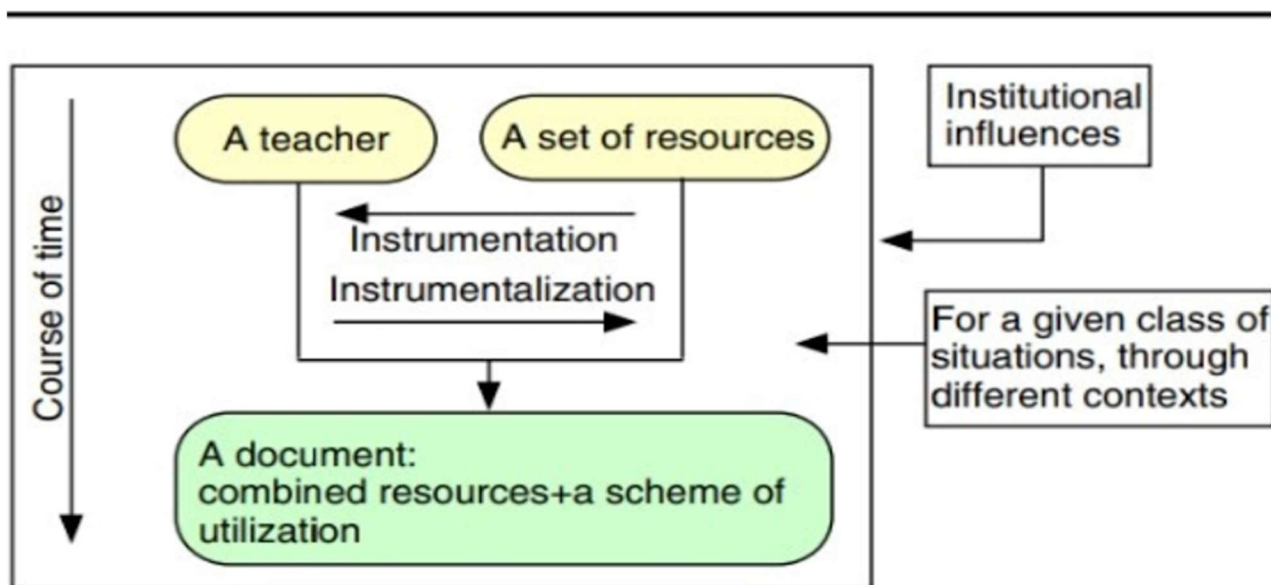 Course of time
A teacher
A set of resources
Instrumentation
Instrumentalization
A document:
combined resources+a scheme of
utilization
Institutional
influences
For a given class of
situations, through
different contexts